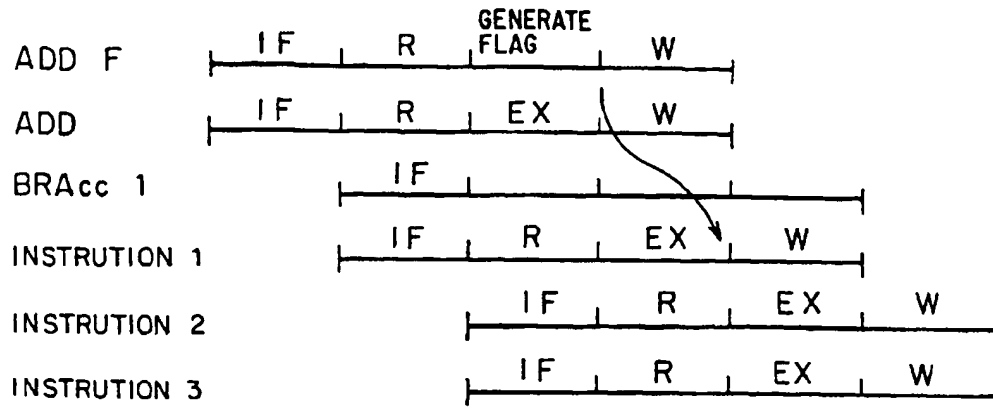 ADD F IF R GENERATE FLAG W
ADD IF R EX W
BRAcc 1 IF
INSTRUTION 1 IF R EX W
INSTRUTION 2 IF R EX W
INSTRUTION 3 IF R EX W